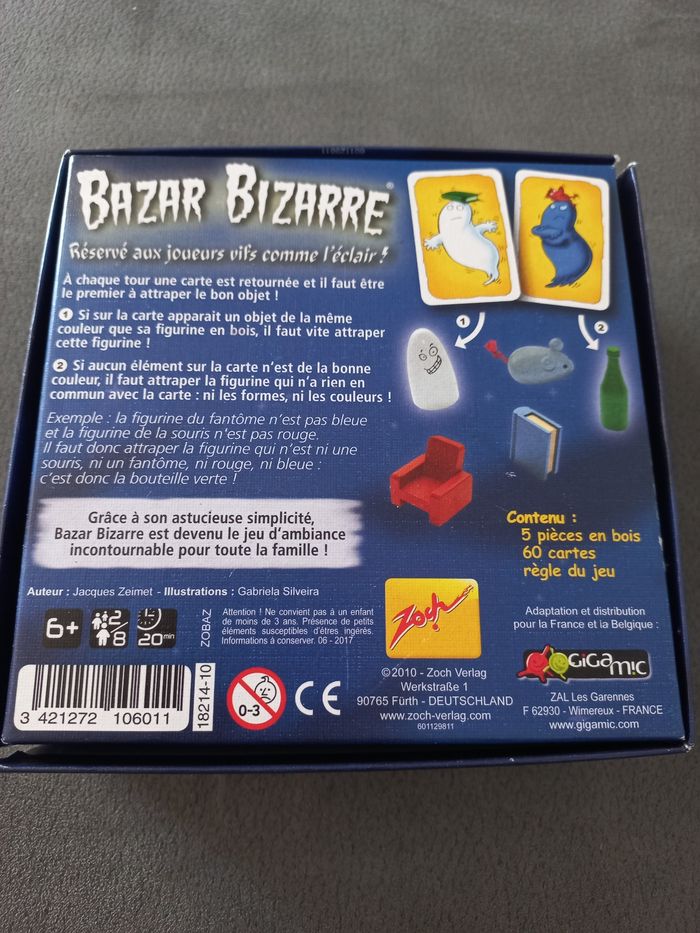 BAZAR BIZARRE®
Réservé aux joueurs vifs comme l'éclair !
À chaque tour une carte est retournée et il faut être
le premier à attraper le bon objet !
1 Si sur la carte apparait un objet de la même
couleur que sa figurine en bois, il faut vite attraper
cette figurine !
2 Si aucun élément sur la carte n'est de la bonne
couleur, il faut attraper la figurine qui n'a rien en
commun avec la carte : ni les formes, ni les couleurs !
Exemple : la figurine du fantôme n'est pas bleue
et la figurine de la souris n'est pas rouge.
Il faut donc attraper la figurine qui n'est ni une
souris, ni un fantôme, ni rouge, ni bleue :
c'est donc la bouteille verte !
1
2
Grâce à son astucieuse simplicité,
Bazar Bizarre est devenu le jeu d'ambiance
incontournable pour toute la famille !
Contenu :
5 pièces en bois
60 cartes
règle du jeu
Auteur : Jacques Zeimet - Illustrations : Gabriela Silveira
6+
2/8
20min
ZOBAZ
Attention ! Ne convient pas à un enfant
de moins de 3 ans. Présence de petits
éléments susceptibles d'êtres ingérés.
Informations à conserver. 06 - 2017
Zoch
Adaptation et distribution
pour la France et la Belgique :
GIGAMIC
ZAL Les Garennes
F 62930 - Wimereux - FRANCE
www.gigamic.com
©2010 - Zoch Verlag
Werkstraße 1
90765 Fürth - DEUTSCHLAND
www.zoch-verlag.com
601129811
3 421272 106011
18214-10
0-3
CE